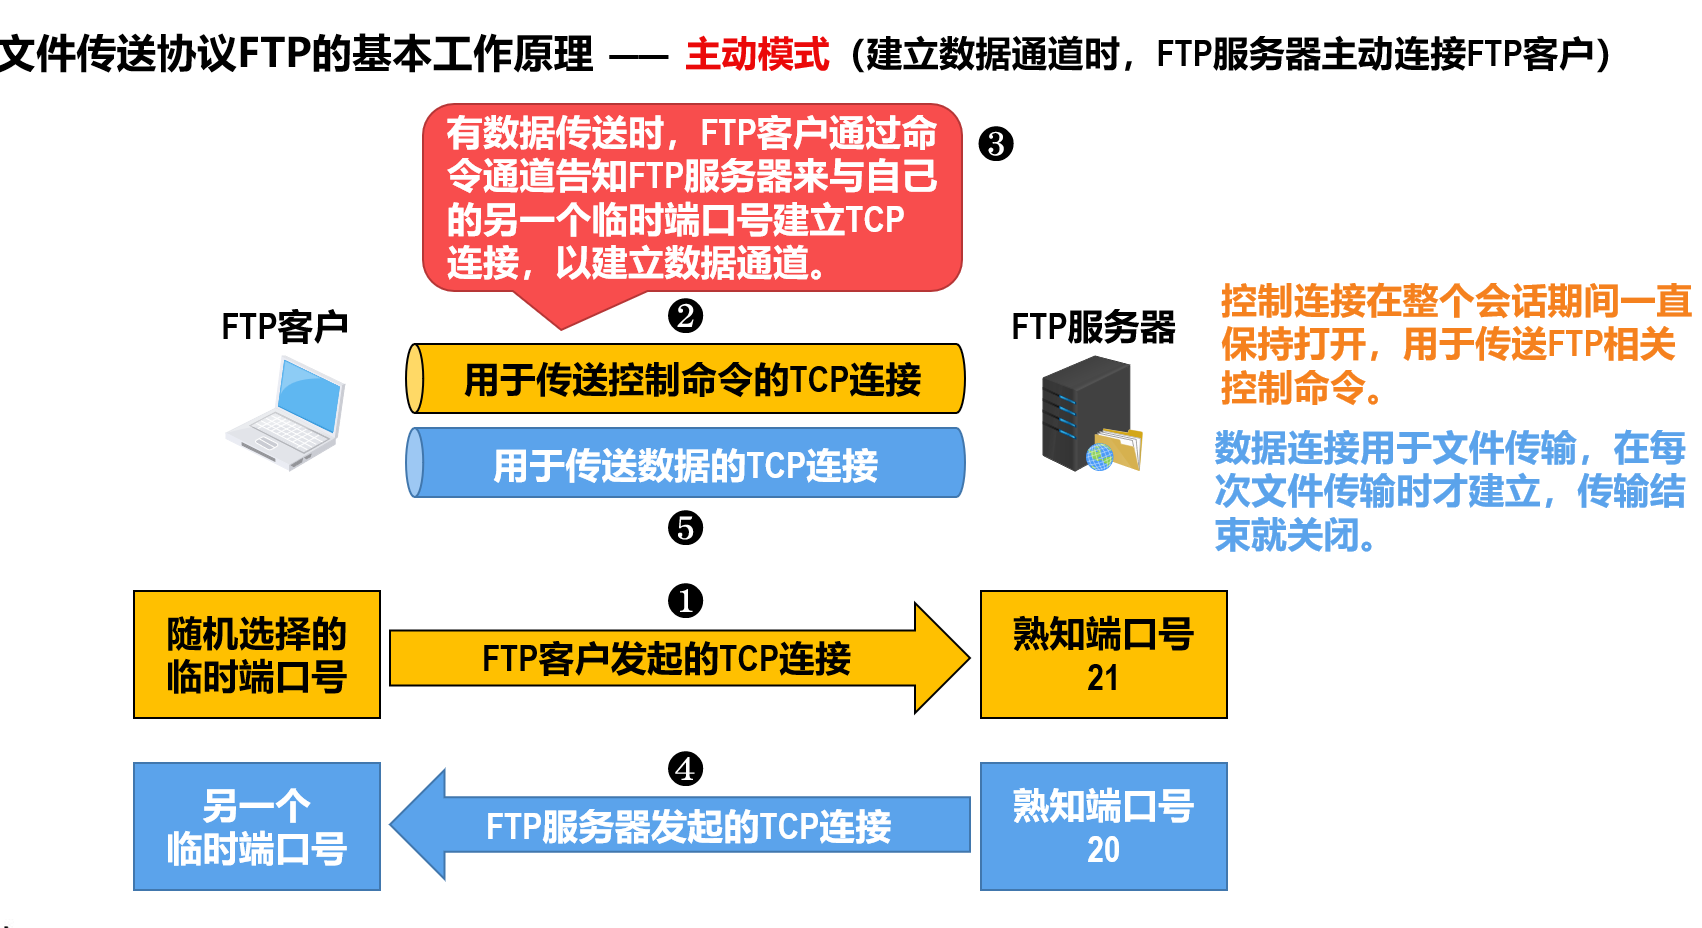 文件传送协议FTP的基本工作原理 —— 主动模式（建立数据通道时，FTP服务器主动连接FTP客户）
有数据传送时，FTP客户通过命
令通道告知FTP服务器来与自己
的另一个临时端口号建立TCP
连接，以建立数据通道。
❸
❷
FTP客户
FTP服务器
用于传送控制命令的TCP连接
用于传送数据的TCP连接
❺
控制连接在整个会话期间一直
保持打开，用于传送FTP相关
控制命令。
数据连接用于文件传输，在每
次文件传输时才建立，传输结
束就关闭。
❶
随机选择的
临时端口号
FTP客户发起的TCP连接
熟知端口号
21
❹
另一个
临时端口号
FTP服务器发起的TCP连接
熟知端口号
20